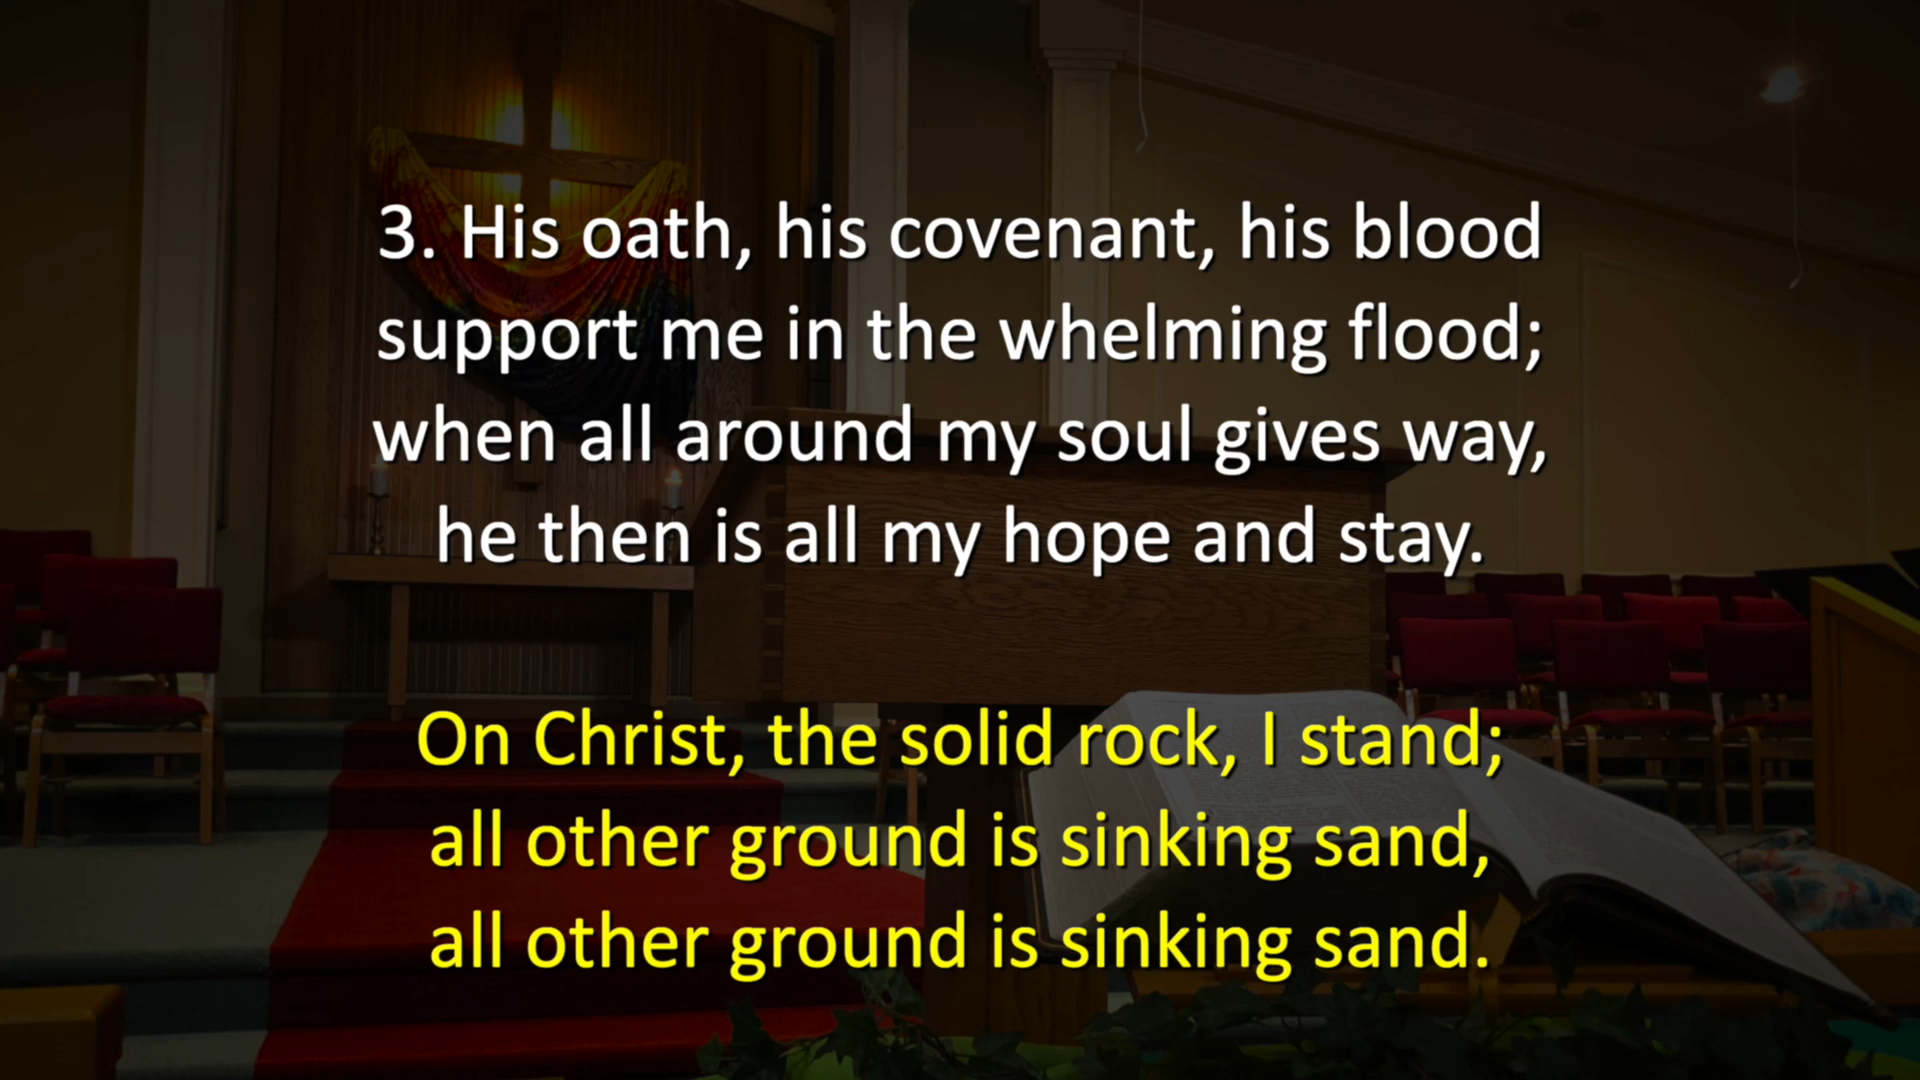 3. His oath, his covenant, his blood
support me in the whelming flood;
when all around my soul gives way,
he then is all my hope and stay.
On Christ, the solid rock, I stand;
all other ground is sinking sand,
all other ground is sinking sand.